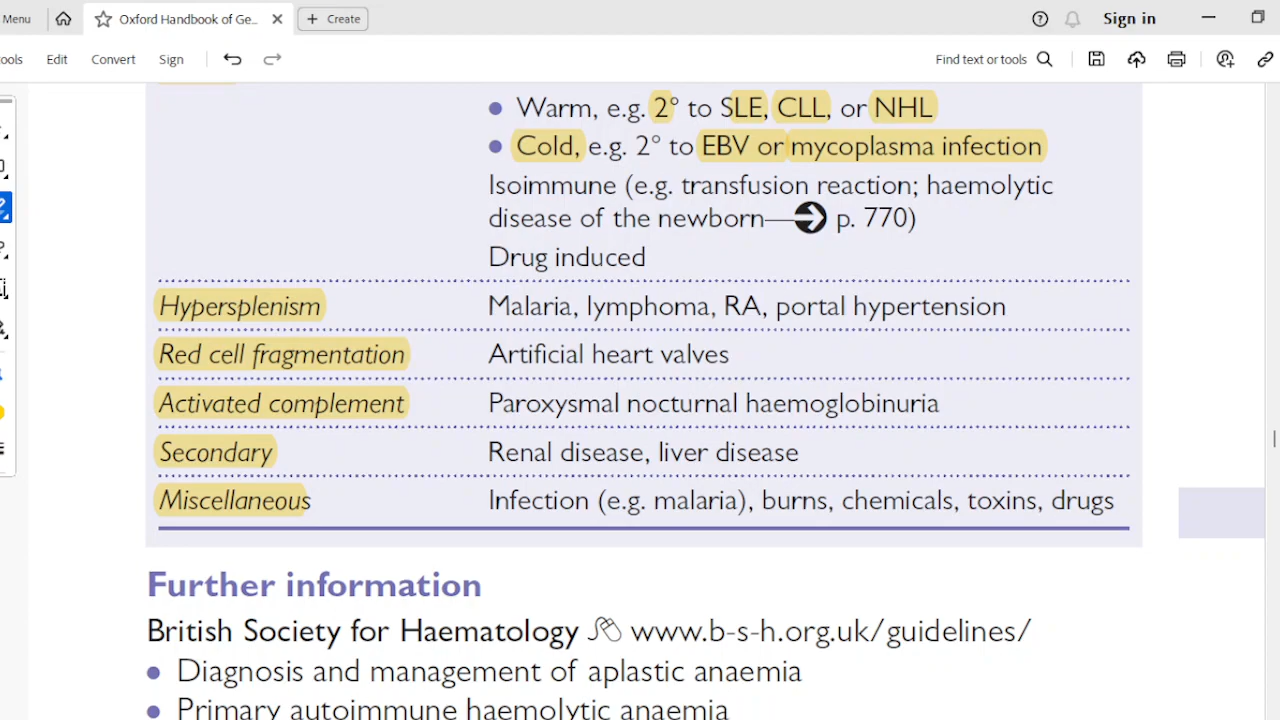 Menu
Oxford Handbook of Ge...
Create
Sign in
ools
Edit
Convert
Sign
Find text or tools
• Warm, e.g. 2° to SLE, CLL, or NHL
• Cold, e.g. 2° to EBV or mycoplasma infection
Isoimmune (e.g. transfusion reaction; haemolytic
disease of the newborn—➔ p. 770)
Drug induced
Hypersplenism Malaria, lymphoma, RA, portal hypertension
Red cell fragmentation Artificial heart valves
Activated complement Paroxysmal nocturnal haemoglobinuria
Secondary Renal disease, liver disease
Miscellaneous Infection (e.g. malaria), burns, chemicals, toxins, drugs
Further information
British Society for Haematology www.b-s-h.org.uk/guidelines/
• Diagnosis and management of aplastic anaemia
• Primary autoimmune haemolytic anaemia